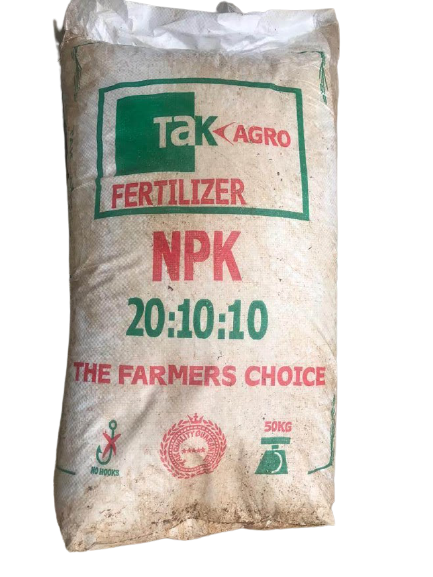 TaK AGRO
FERTILIZER
NPK
20:10:10
THE FARMERS CHOICE
50KG
NO HOOKS